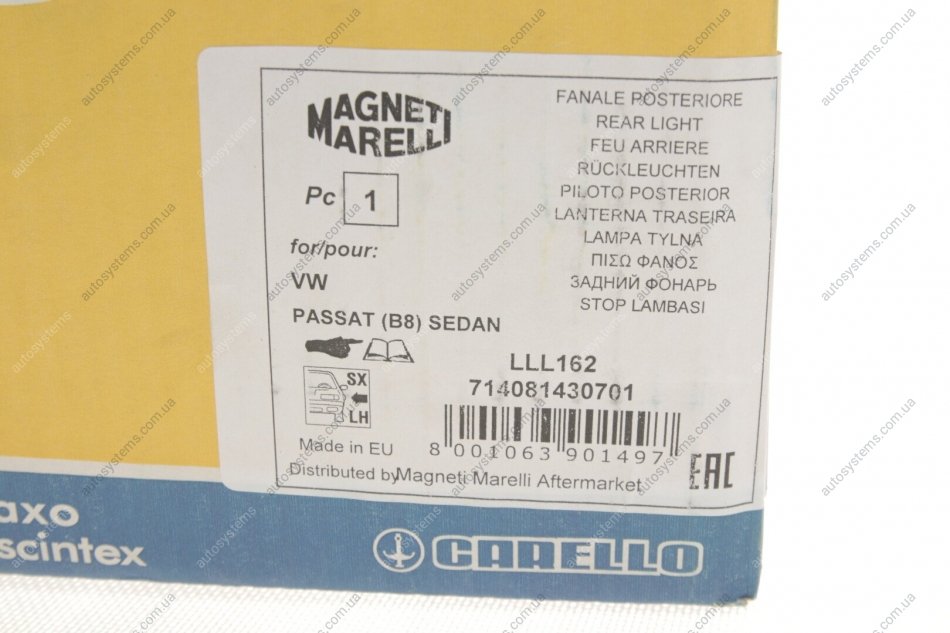 MAGNETI
MARELLI
Pc 1
for/pour:
VW
PASSAT (B8) SEDAN
SX
LH
Made in EU
Distributed by Magneti Marelli Aftermarket
FANALE POSTERIORE
REAR LIGHT
FEU ARRIERE
RÜCKLEUCHTEN
PILOTO POSTERIOR
LANTERNA TRASEIRA
LAMPA TYLNA
ΠΙΣΩ ΦΑΝΟΣ
ЗАДНИЙ ФОНАРЬ
STOP LAMBASI
LLL162
714081430701
8 001063 901497
EAC
axo
scintex
CARELLO
autosystems.com.ua